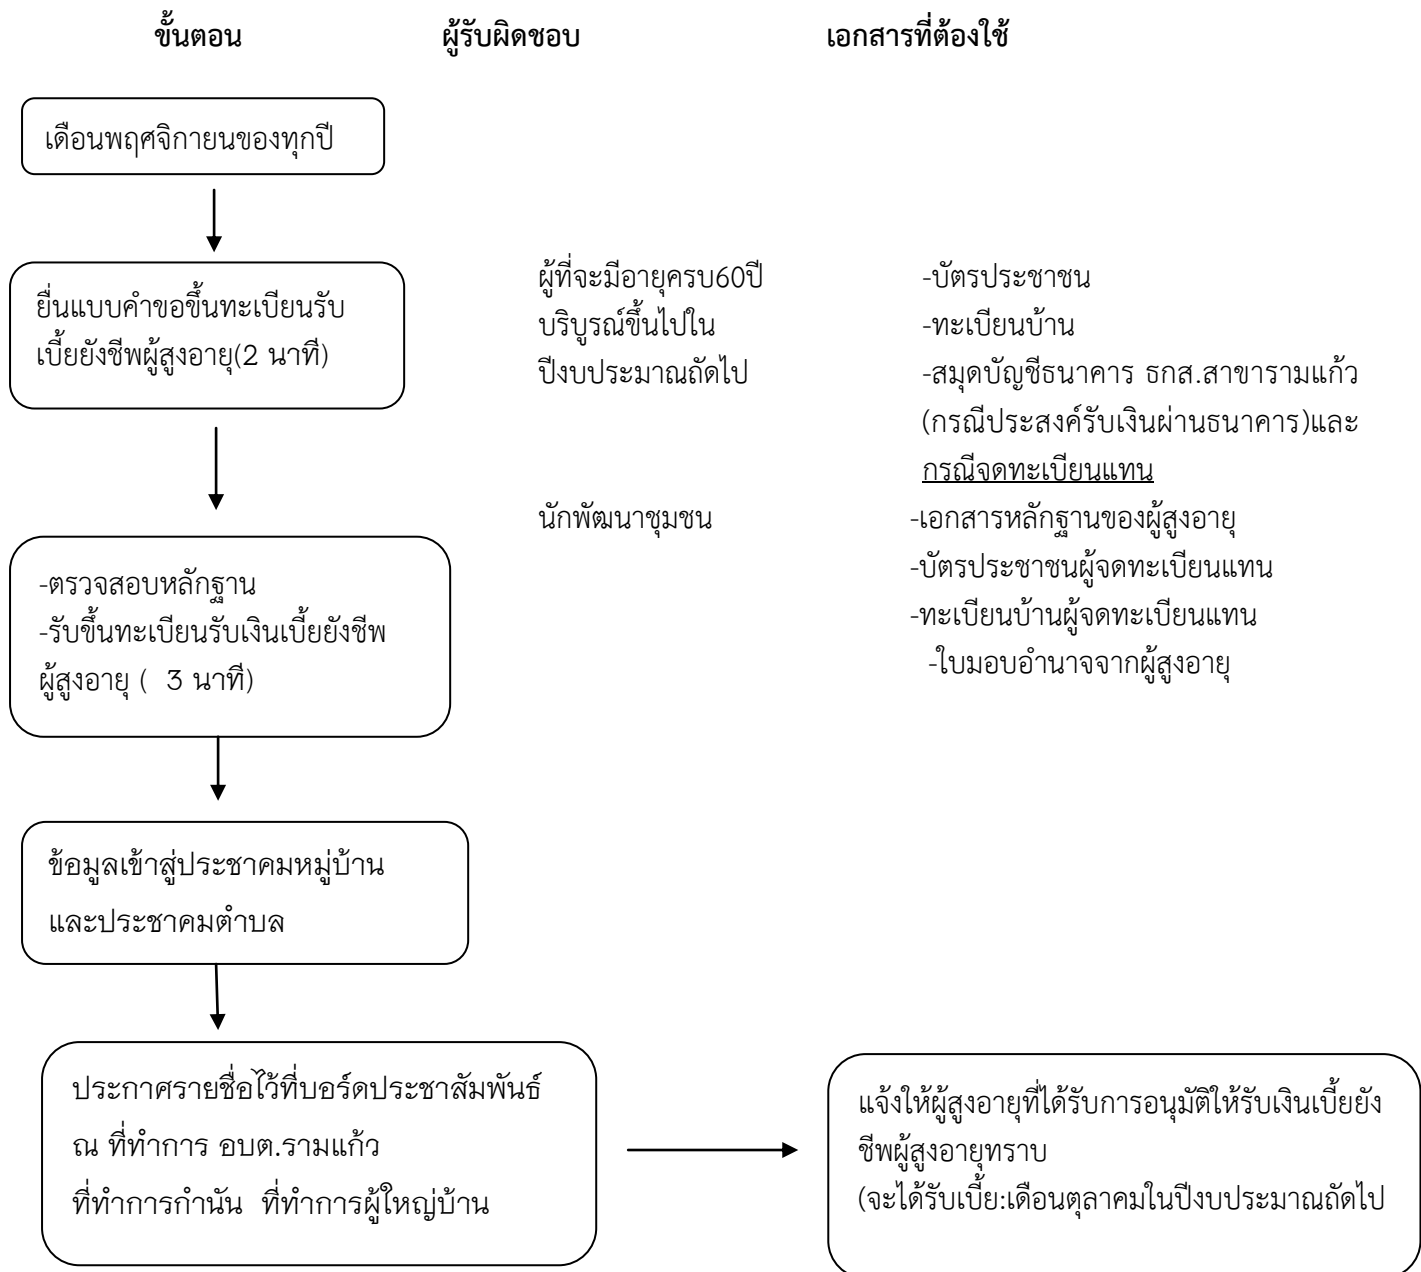 ขั้นตอน ผู้รับผิดชอบ เอกสารที่ต้องใช้
เดือนพฤศจิกายนของทุกปี
ยื่นแบบคำขอขึ้นทะเบียนรับ
เบี้ยยังชีพผู้สูงอายุ(2 นาที)
ผู้ที่จะมีอายุครบ60ปี
บริบูรณ์ขึ้นไปใน
ปีงบประมาณถัดไป
-บัตรประชาชน
-ทะเบียนบ้าน
-สมุดบัญชีธนาคาร ธกส.สาขารามแก้ว
(กรณีประสงค์รับเงินผ่านธนาคาร)และ
กรณีจดทะเบียนแทน
-ตรวจสอบหลักฐาน
-รับขึ้นทะเบียนรับเงินเบี้ยยังชีพ
ผู้สูงอายุ ( 3 นาที)
นักพัฒนาชุมชน
-เอกสารหลักฐานของผู้สูงอายุ
-บัตรประชาชนผู้จดทะเบียนแทน
-ทะเบียนบ้านผู้จดทะเบียนแทน
-ใบมอบอำนาจจากผู้สูงอายุ
ข้อมูลเข้าสู่ประชาคมหมู่บ้าน
และประชาคมตำบล
ประกาศรายชื่อไว้ที่บอร์ดประชาสัมพันธ์
ณ ที่ทำการ อบต.รามแก้ว
ที่ทำการกำนัน ที่ทำการผู้ใหญ่บ้าน
แจ้งให้ผู้สูงอายุที่ได้รับการอนุมัติให้รับเงินเบี้ยยัง
ชีพผู้สูงอายุทราบ
(จะได้รับเบี้ย:เดือนตุลาคมในปีงบประมาณถัดไป